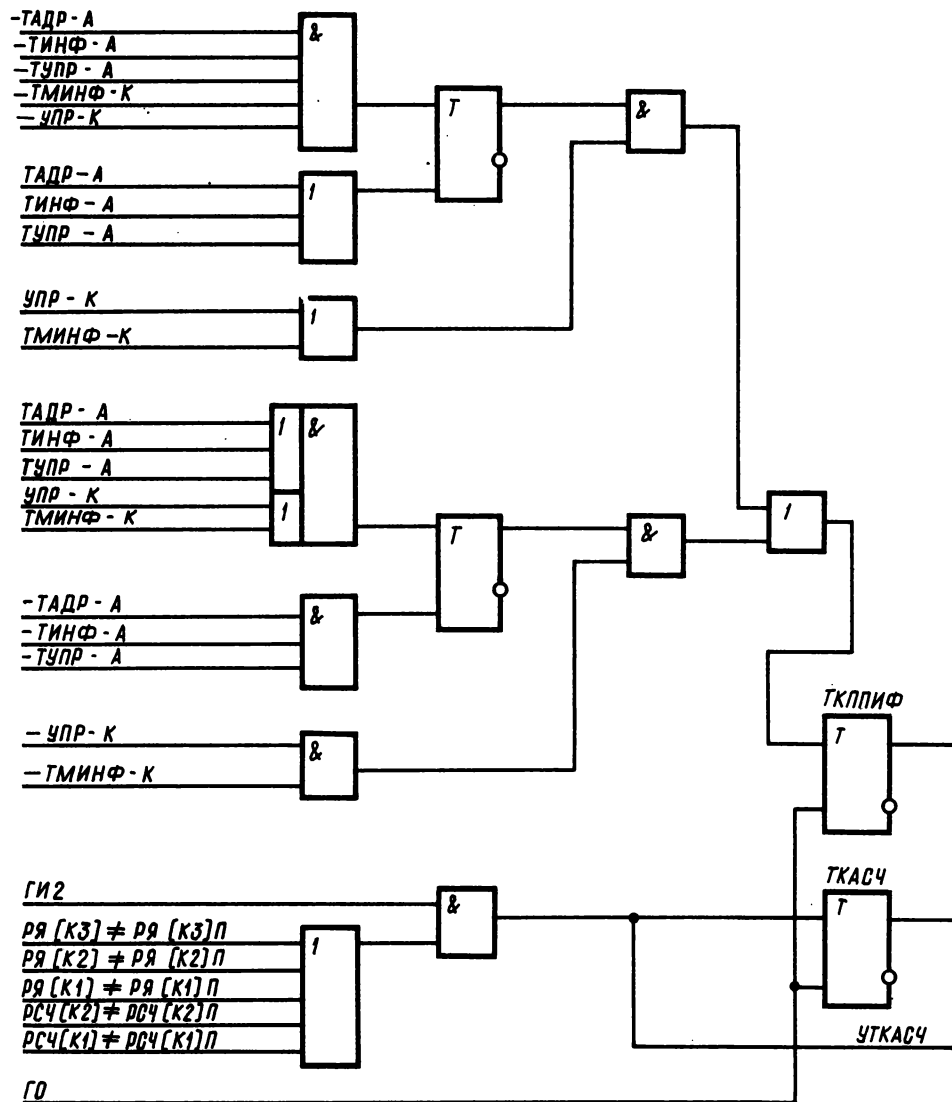 -ТАДР-А
-ТИНФ-А
-ТУПР-А
-ТМИНФ-К
-УПР-К
&
Т
&
ТАДР-А
ТИНФ-А
ТУПР-А
1
УПР-К
ТМИНФ-К
1
ТАДР-А
ТИНФ-А
ТУПР-А
УПР-К
ТМИНФ-К
1
&
1
Т
&
1
-ТАДР-А
-ТИНФ-А
-ТУПР-А
&
-УПР-К
-ТМИНФ-К
&
ТКППИФ
Т
ГИ2
&
ТКАСЧ
Т
РЯ[К3]≠РЯ[К3]П
РЯ[К2]≠РЯ[К2]П
РЯ[К1]≠РЯ[К1]П
РСЧ[К2]≠РСЧ[К2]П
РСЧ[К1]≠РСЧ[К1]П
1
УТКАСЧ
ГО